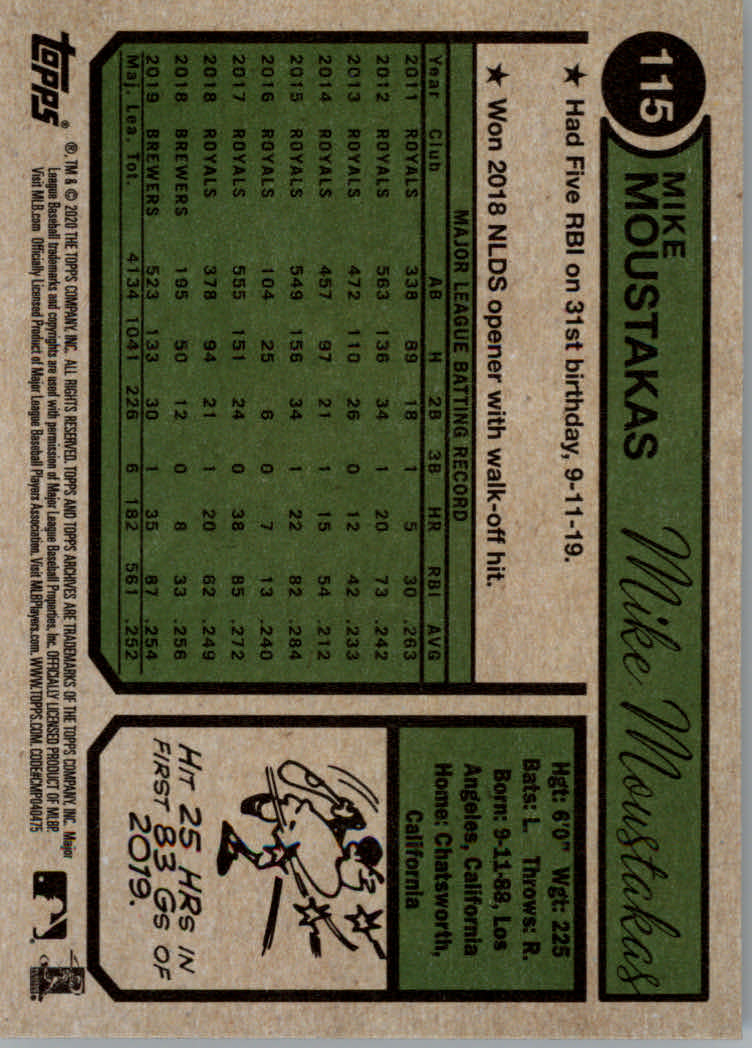 115
MIKE
MOUSTAKAS
Mike Moustakas
★ Had Five RBI on 31st birthday, 9-11-19.
★ Won 2018 NLDS opener with walk-off hit.
MAJOR LEAGUE BATTING RECORD
Year Club AB H 2B 3B HR RBI AVG
2011 ROYALS 338 89 18 1 5 30 .263
2012 ROYALS 563 136 34 1 20 73 .242
2013 ROYALS 472 110 26 0 12 42 .233
2014 ROYALS 457 97 21 1 15 54 .212
2015 ROYALS 549 156 34 1 22 82 .284
2016 ROYALS 104 25 6 0 7 13 .240
2017 ROYALS 555 151 24 0 38 85 .272
2018 ROYALS 378 94 21 1 20 62 .249
2018 BREWERS 195 50 12 0 8 33 .256
2019 BREWERS 523 133 30 1 35 87 .254
Maj. Lea. Tot. 4134 1041 226 6 182 561 .252
Hgt: 6'0" Wgt: 225
Bats: L. Throws: R.
Born: 9-11-88, Los
Angeles, California
Home: Chatsworth,
California
HIT 25 HRS IN
FIRST 83 GS OF
2019.
topps®
®, TM & © 2020 THE TOPPS COMPANY, INC. ALL RIGHTS RESERVED. TOPPS AND TOPPS ARCHIVES ARE TRADEMARKS OF THE TOPPS COMPANY, INC. Major
League Baseball trademarks and copyrights are used with permission of Major League Baseball Properties, Inc. OFFICIALLY LICENSED PRODUCT OF MLBP.
Visit MLB.com Officially Licensed Product of Major League Baseball Players Association. Visit MLBPlayers.com. WWW.TOPPS.COM. CODE#CMP040475